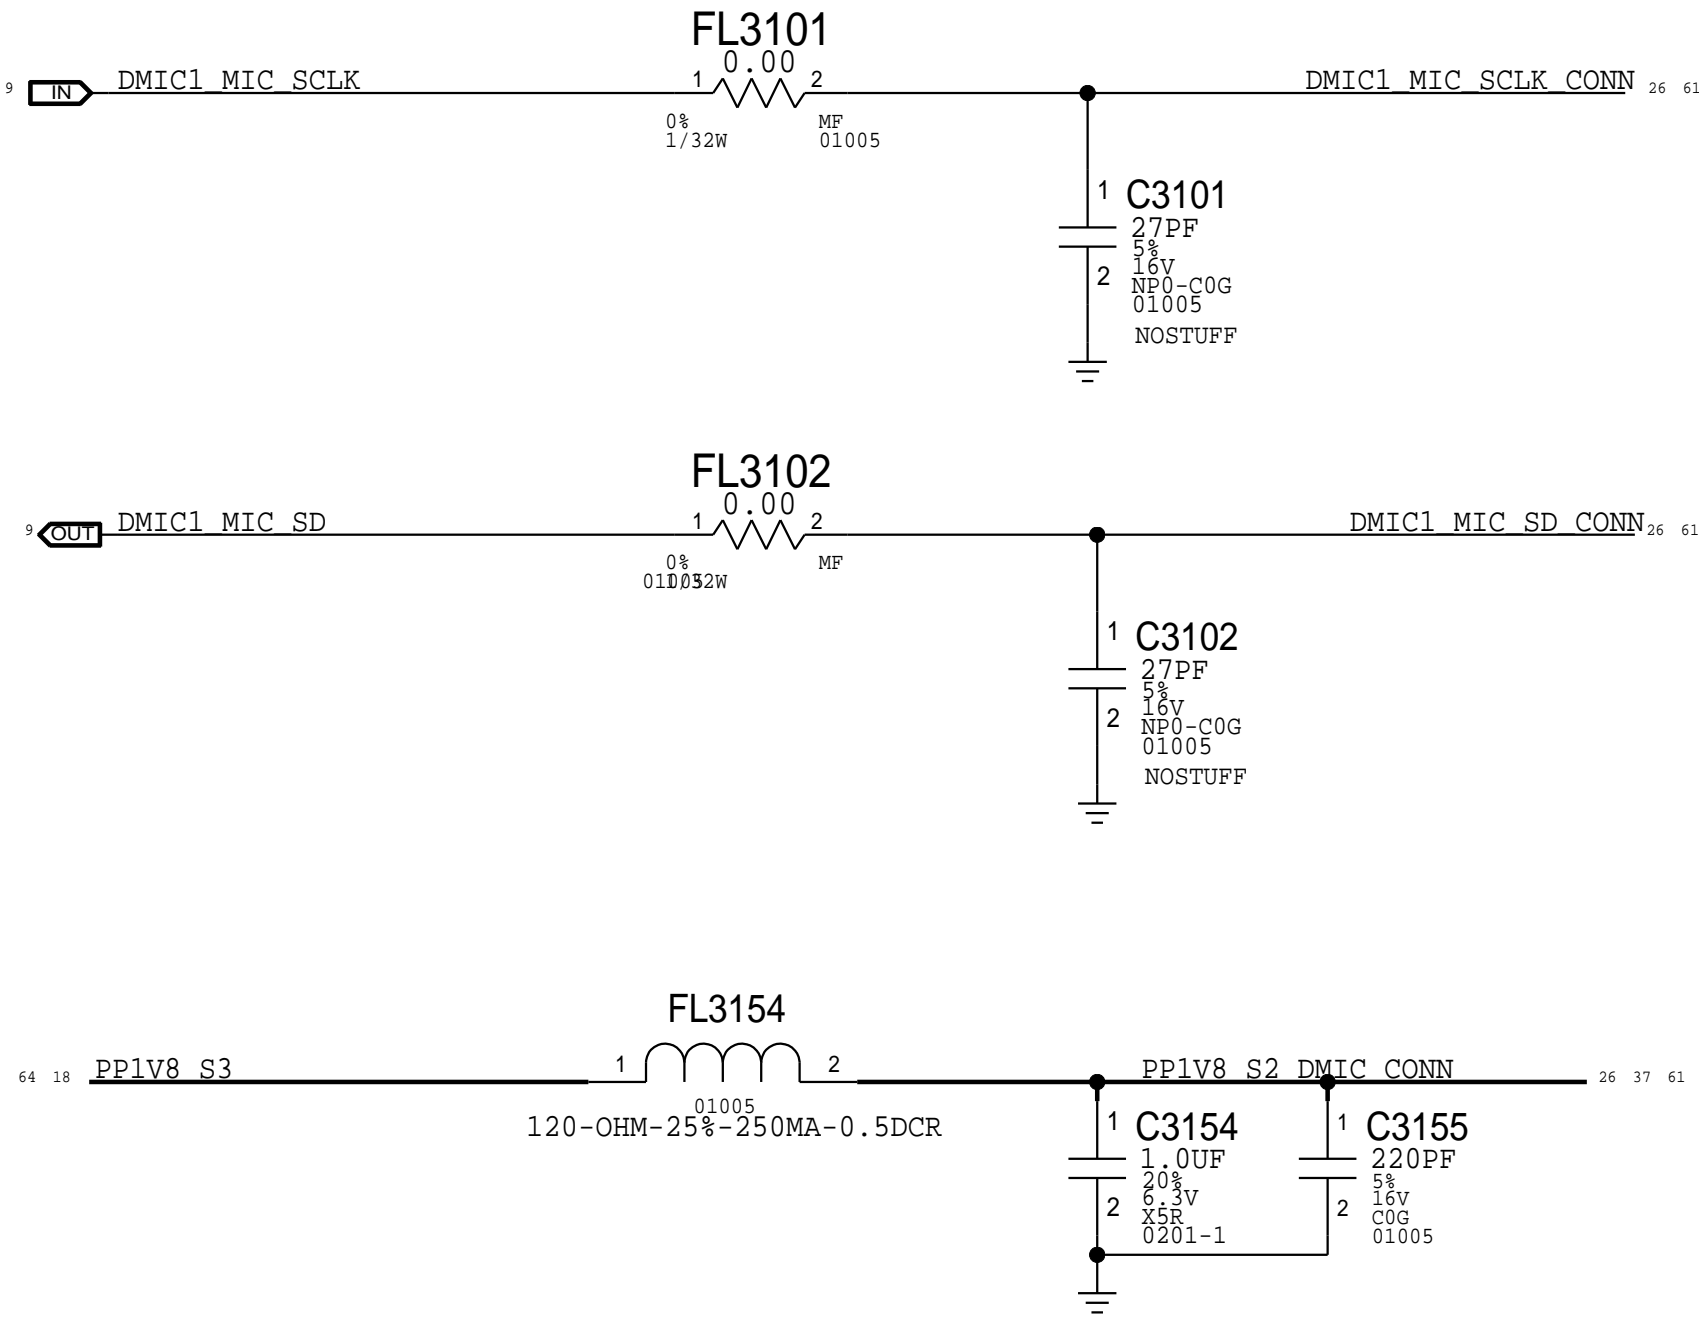 FL3101
0.00
9 IN DMIC1_MIC_SCLK 1 2 DMIC1_MIC_SCLK_CONN 26 61
0% MF
1/32W 01005
1 C3101
27PF
5%
16V
2 NP0-C0G
01005
NOSTUFF
FL3102
0.00
9 OUT DMIC1_MIC_SD 1 2 DMIC1_MIC_SD_CONN 26 61
0% MF
01005 1/32W
1 C3102
27PF
5%
16V
2 NP0-C0G
01005
NOSTUFF
FL3154
64 18 PP1V8_S3 1 2 PP1V8_S2_DMIC_CONN 26 37 61
01005
120-OHM-25%-250MA-0.5DCR
1 C3154 1 C3155
1.0UF 220PF
20% 5%
2 6.3V 2 16V
X5R C0G
0201-1 01005